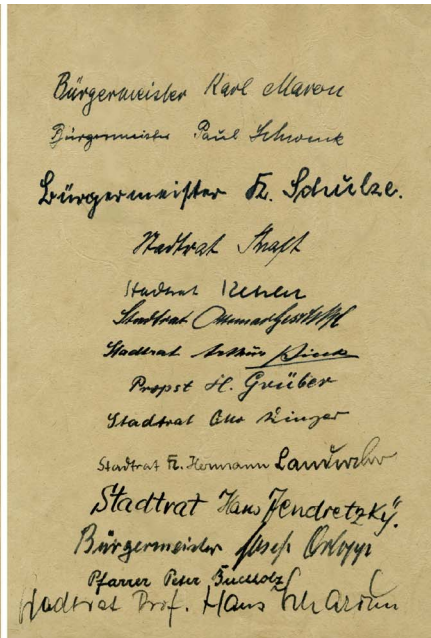 Bürgermeister Karl Maron
Bürgermeister Paul Schwenk
Bürgermeister Fr. Schulze.
Stadtrat Kraft
Stadtrat
Stadtrat Ottomar Geschke
Stadtrat Arthur Pieck
Propst H. Grüber
Stadtrat Otto Winzer
Stadtrat Fr. Hermann Landwehr
Stadtrat Hans Jendretzky.
Bürgermeister Josef Orlopp
Pfarrer Peter Buchholz
Stadtrat Prof. Hans Scharoun